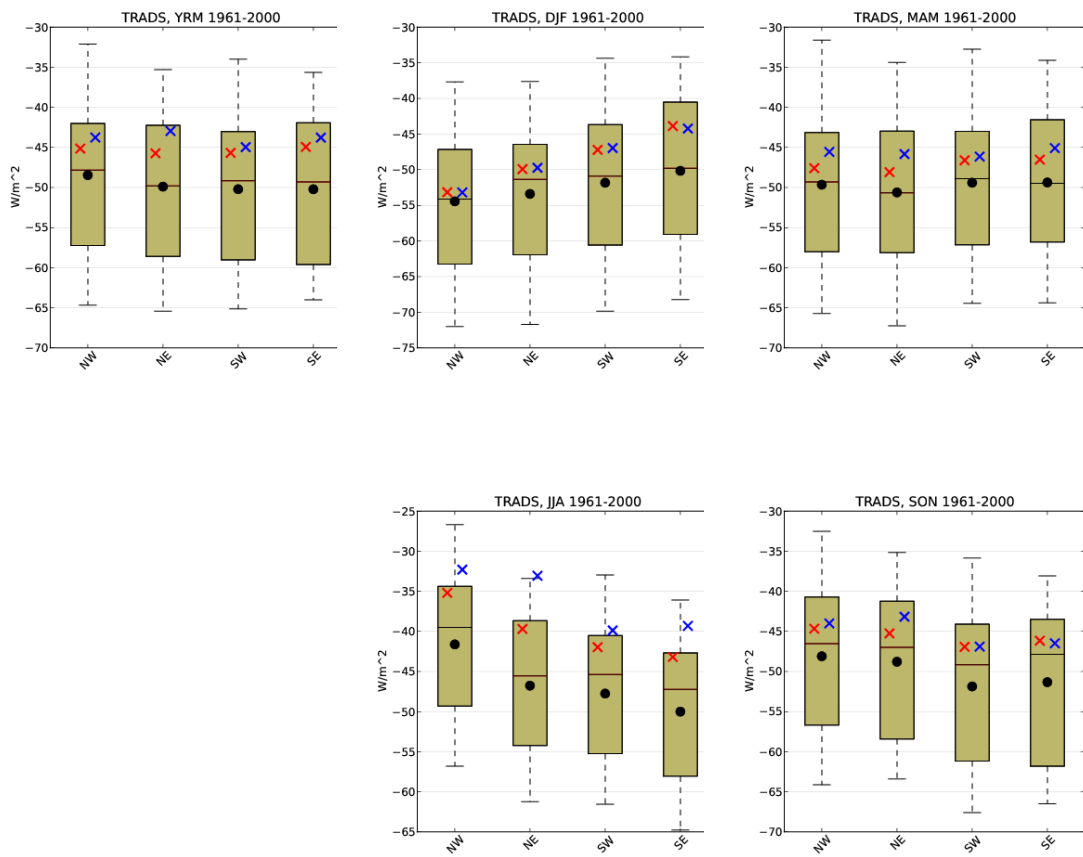 TRADS, YRM 1961-2000
−30
−35
−40
−45
−50
−55
−60
−65
−70
W/m^2
NW
NE
SW
SE
TRADS, DJF 1961-2000
−30
−35
−40
−45
−50
−55
−60
−65
−70
−75
W/m^2
NW
NE
SW
SE
TRADS, MAM 1961-2000
−30
−35
−40
−45
−50
−55
−60
−65
−70
W/m^2
NW
NE
SW
SE
TRADS, JJA 1961-2000
−25
−30
−35
−40
−45
−50
−55
−60
−65
W/m^2
NW
NE
SW
SE
TRADS, SON 1961-2000
−30
−35
−40
−45
−50
−55
−60
−65
−70
W/m^2
NW
NE
SW
SE